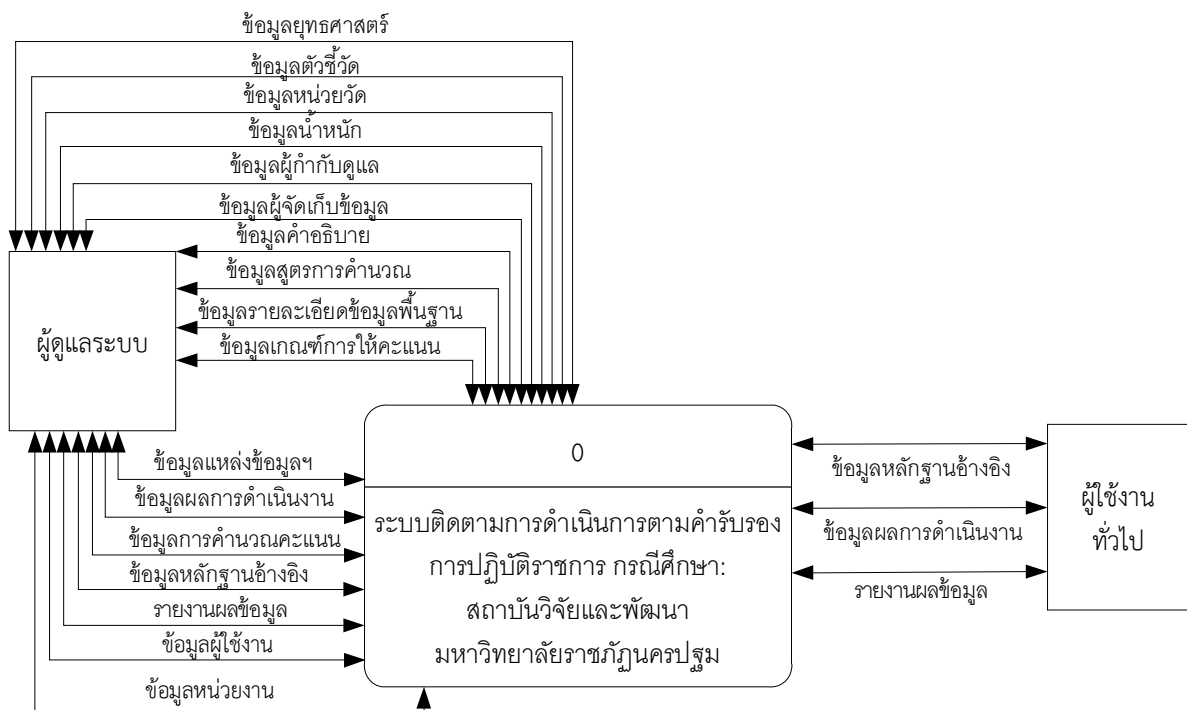 ข้อมูลยุทธศาสตร์
ข้อมูลตัวชี้วัด
ข้อมูลหน่วยวัด
ข้อมูลน้ำหนัก
ข้อมูลผู้กำกับดูแล
ข้อมูลผู้จัดเก็บข้อมูล
ข้อมูลคำอธิบาย
ข้อมูลสูตรการคำนวณ
ข้อมูลรายละเอียดข้อมูลพื้นฐาน
ข้อมูลเกณฑ์การให้คะแนน
ผู้ดูแลระบบ
ข้อมูลแหล่งข้อมูลฯ
ข้อมูลผลการดำเนินงาน
ข้อมูลการคำนวณคะแนน
ข้อมูลหลักฐานอ้างอิง
รายงานผลข้อมูล
ข้อมูลผู้ใช้งาน
ข้อมูลหน่วยงาน
0
ระบบติดตามการดำเนินการตามคำรับรอง
การปฏิบัติราชการ กรณีศึกษา:
สถาบันวิจัยและพัฒนา
มหาวิทยาลัยราชภัฏนครปฐม
ข้อมูลหลักฐานอ้างอิง
ข้อมูลผลการดำเนินงาน
รายงานผลข้อมูล
ผู้ใช้งาน
ทั่วไป